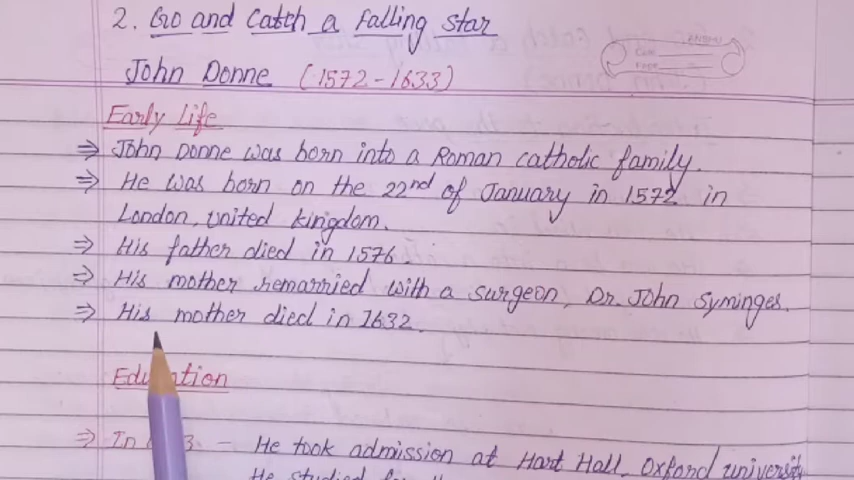 2. Go and Catch a Falling Star
John Donne (1572-1633)
Early Life
⇒ John Donne was born into a Roman catholic family.
⇒ He was born on the 22nd of January in 1572 in
London, united kingdom.
⇒ His father died in 1576
⇒ His mother remarried with a surgeon, Dr. John Syminges.
⇒ His mother died in 1632.
Education
⇒ In - He took admission at Hart Hall, Oxford university
He studied